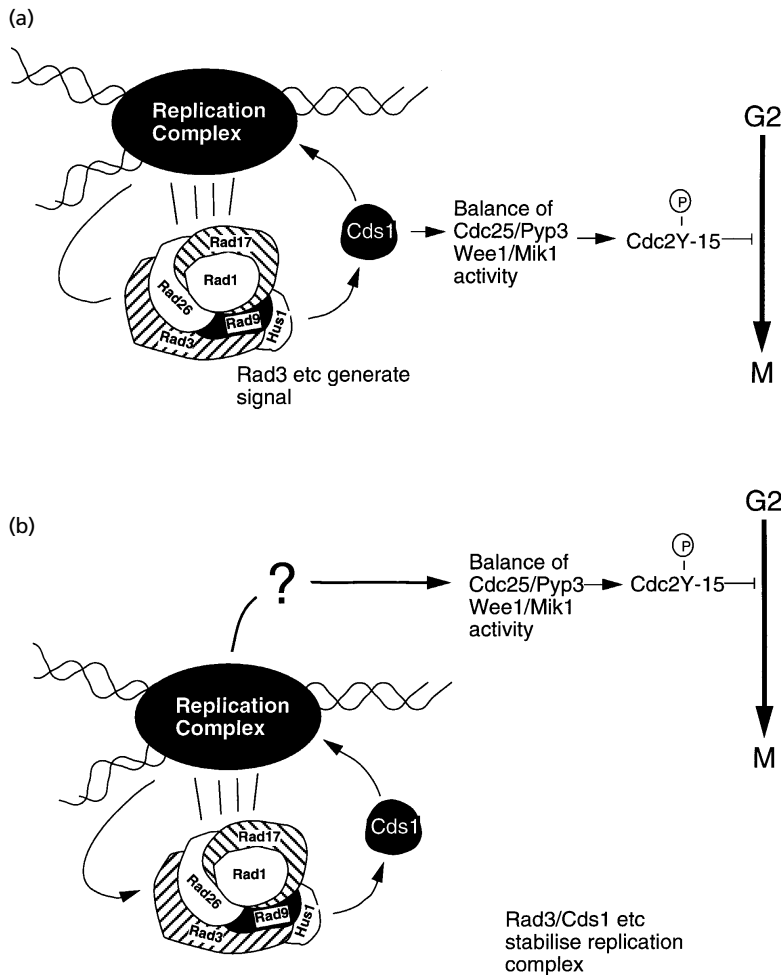 (a)
Replication
Complex
G2
P
Cds1
Balance of
Cdc25/Pyp3
Wee1/Mik1
activity
Cdc2Y-15
Rad17
Rad1
Rad26
Rad9
Hus1
Rad3
Rad3 etc generate
signal
M
(b)
G2
P
?
Balance of
Cdc25/Pyp3
Wee1/Mik1
activity
Cdc2Y-15
Replication
Complex
M
Cds1
Rad17
Rad1
Rad26
Rad9
Hus1
Rad3
Rad3/Cds1 etc
stabilise replication
complex